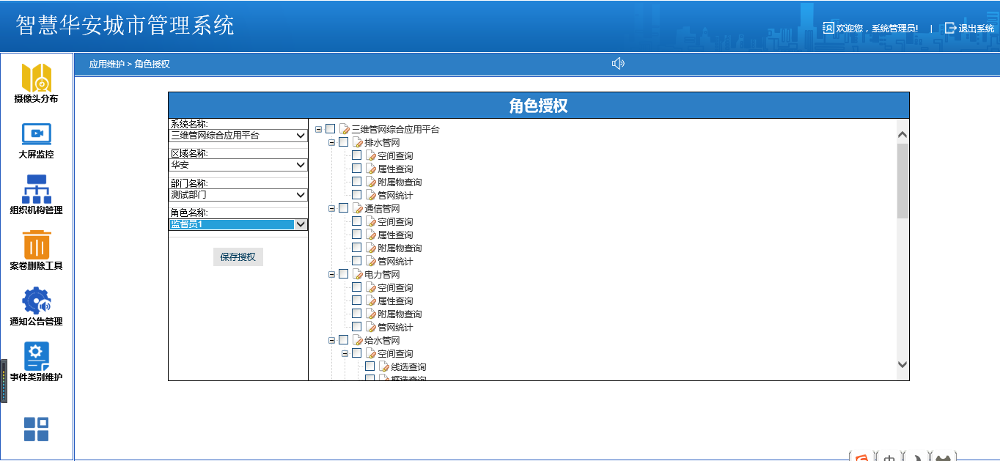 智慧华安城市管理系统
欢迎您，系统管理员! | 退出系统
应用维护 > 角色授权
摄像头分布
大屏监控
组织机构管理
案卷删除工具
通知公告管理
事件类别维护
角色授权
系统名称:
三维管网综合应用平台
区域名称:
华安
部门名称:
测试部门
角色名称:
监督员1
保存授权
三维管网综合应用平台
排水管网
空间查询
属性查询
附属物查询
管网统计
通信管网
空间查询
属性查询
附属物查询
管网统计
电力管网
空间查询
属性查询
附属物查询
管网统计
给水管网
空间查询
线选查询
框选查询